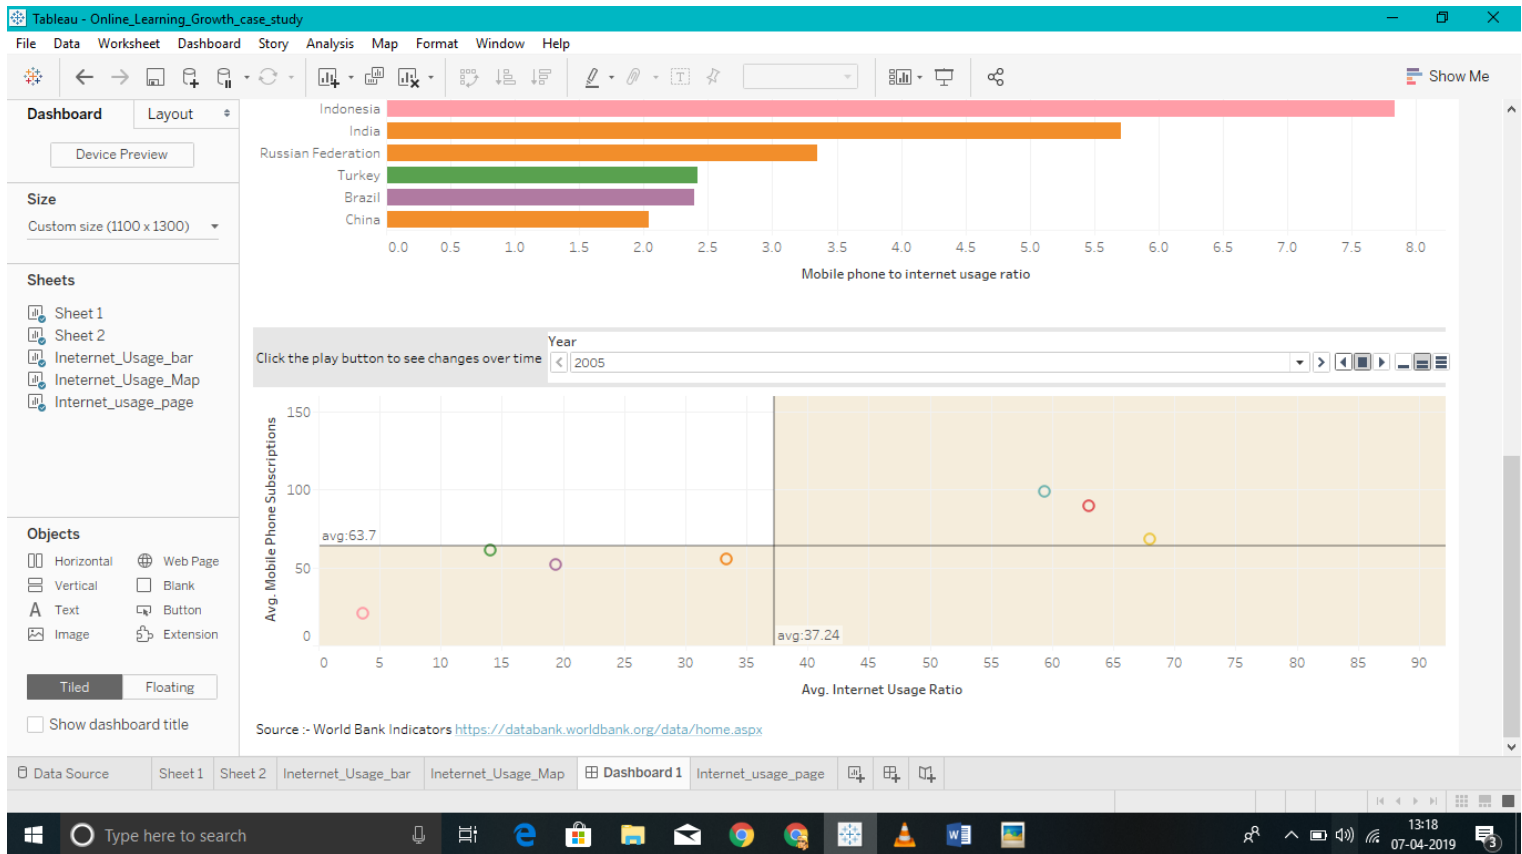 Tableau - Online_Learning_Growth_case_study
File Data Worksheet Dashboard Story Analysis Map Format Window Help
Show Me
Dashboard Layout
Device Preview
Size
Custom size (1100 x 1300)
Sheets
Sheet 1
Sheet 2
Ineternet_Usage_bar
Ineternet_Usage_Map
Internet_usage_page
Objects
Horizontal Web Page
Vertical Blank
A Text Button
Image Extension
Tiled Floating
Show dashboard title
Indonesia
India
Russian Federation
Turkey
Brazil
China
0.0 0.5 1.0 1.5 2.0 2.5 3.0 3.5 4.0 4.5 5.0 5.5 6.0 6.5 7.0 7.5 8.0
Mobile phone to internet usage ratio
Year
Click the play button to see changes over time 2005
Avg. Mobile Phone Subscriptions
150
100
avg:63.7
50
0
avg:37.24
0 5 10 15 20 25 30 35 40 45 50 55 60 65 70 75 80 85 90
Avg. Internet Usage Ratio
Source :- World Bank Indicators https://databank.worldbank.org/data/home.aspx
Data Source Sheet 1 Sheet 2 Ineternet_Usage_bar Ineternet_Usage_Map Dashboard 1 Internet_usage_page
Type here to search
13:18
07-04-2019
3